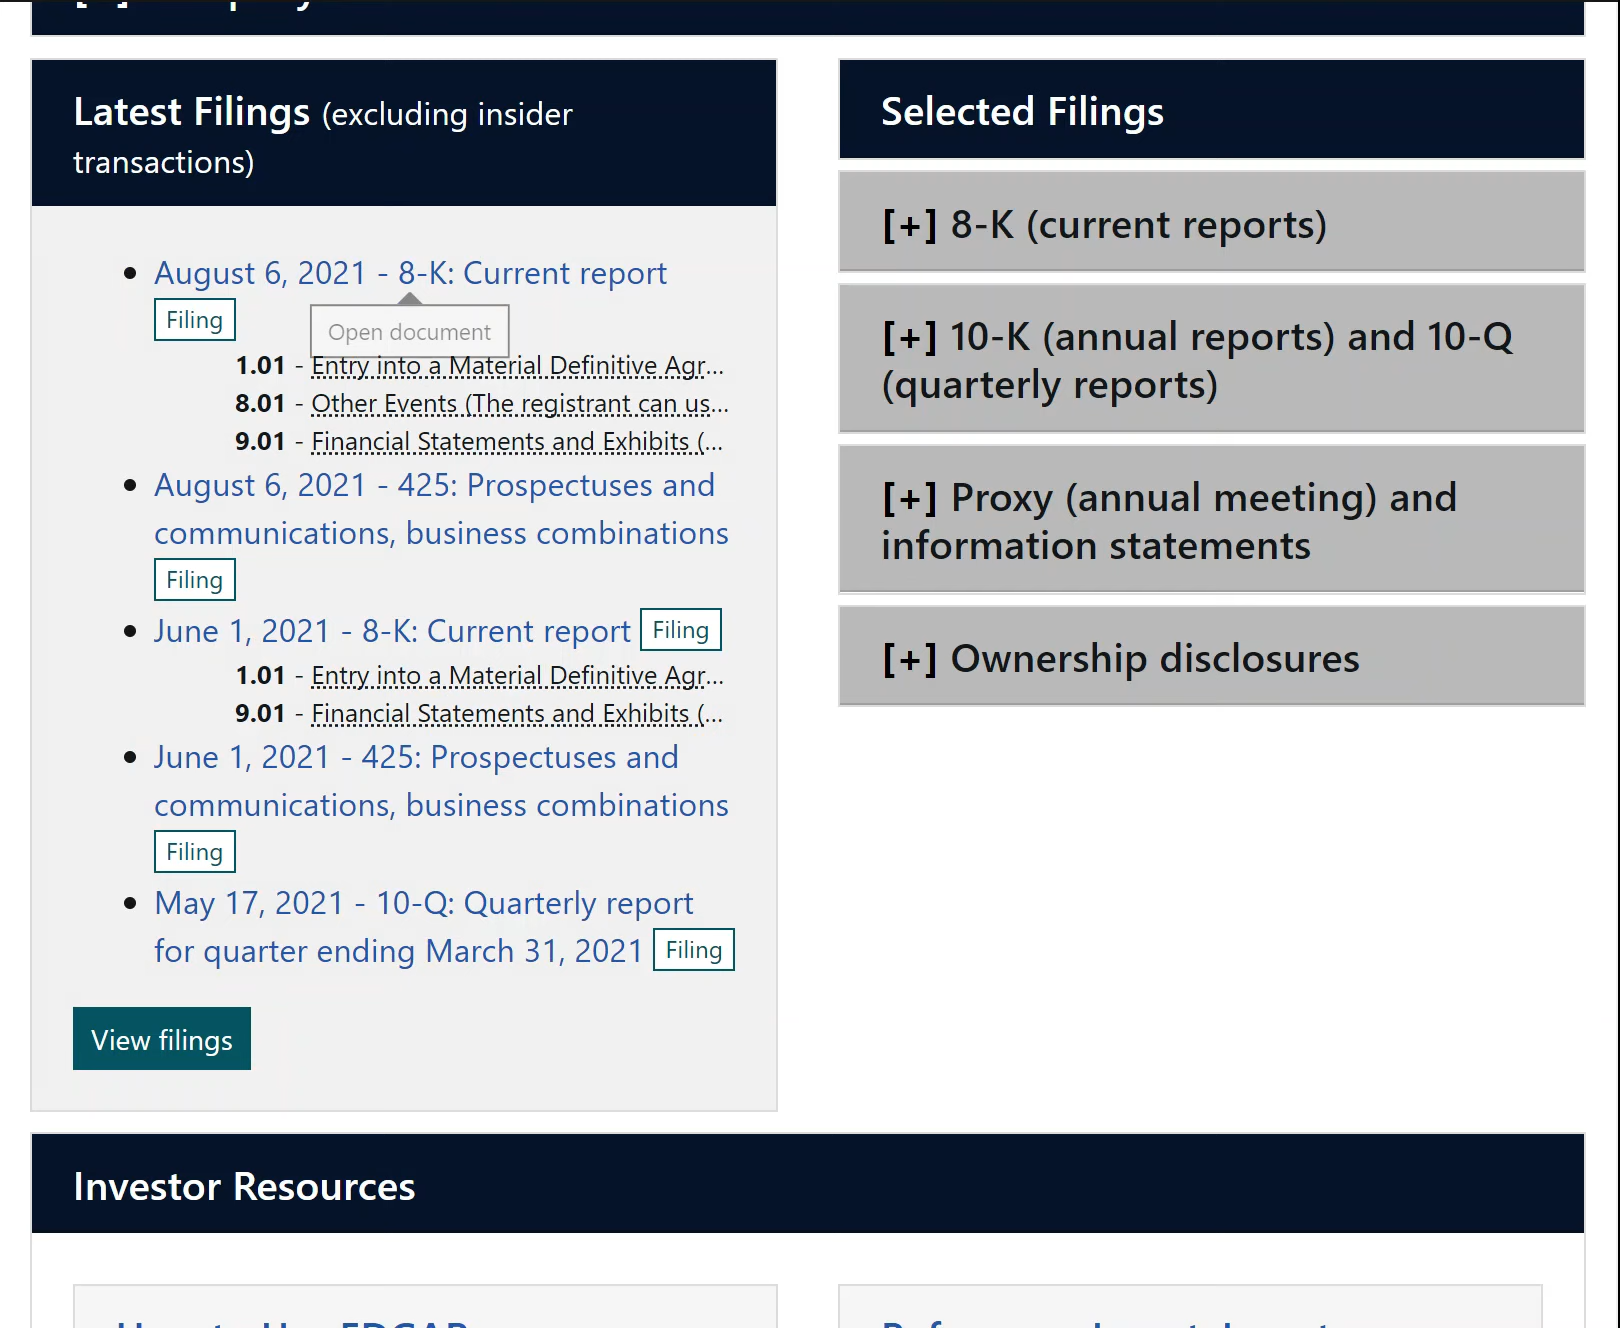 Latest Filings (excluding insider
transactions)
August 6, 2021 - 8-K: Current report
Filing
Open document
1.01 - Entry into a Material Definitive Agr...
8.01 - Other Events (The registrant can us...
9.01 - Financial Statements and Exhibits (...
August 6, 2021 - 425: Prospectuses and
communications, business combinations
Filing
June 1, 2021 - 8-K: Current report Filing
1.01 - Entry into a Material Definitive Agr...
9.01 - Financial Statements and Exhibits (...
June 1, 2021 - 425: Prospectuses and
communications, business combinations
Filing
May 17, 2021 - 10-Q: Quarterly report
for quarter ending March 31, 2021 Filing
View filings
Selected Filings
[+] 8-K (current reports)
[+] 10-K (annual reports) and 10-Q
(quarterly reports)
[+] Proxy (annual meeting) and
information statements
[+] Ownership disclosures
Investor Resources
EDGAR